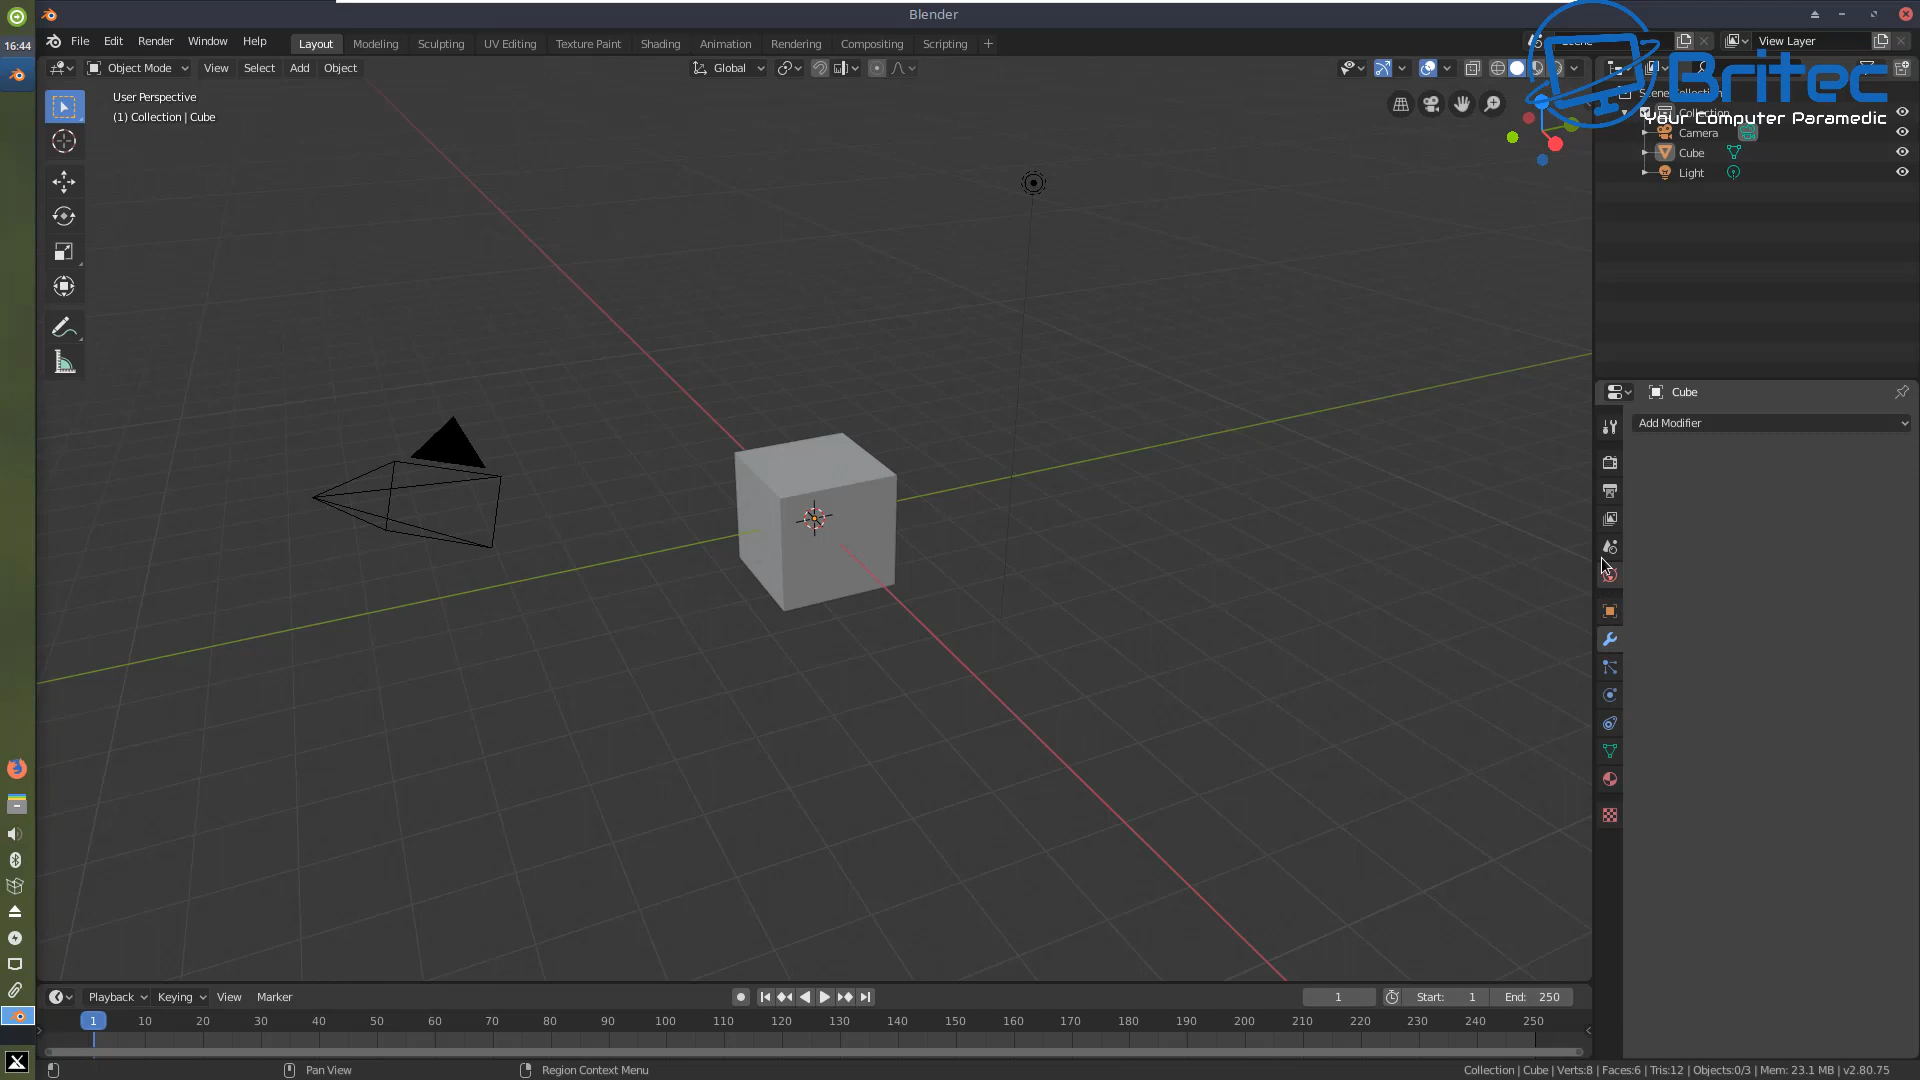 Blender
16:44
File Edit Render Window Help Layout Modeling Sculpting UV Editing Texture Paint Shading Animation Rendering Compositing Scripting
View Layer
Object Mode View Select Add Object Global
User Perspective
(1) Collection | Cube
Britec
Your Computer Paramedic
Collection
Camera
Cube
Light
Cube
Add Modifier
Playback Keying View Marker 1 Start: 1 End: 250
1 10 20 30 40 50 60 70 80 90 100 110 120 130 140 150 160 170 180 190 200 210 220 230 240 250
Pan View Region Context Menu Collection | Cube | Verts:8 | Faces:6 | Tris:12 | Objects:0/3 | Mem: 23.1 MB | v2.80.75